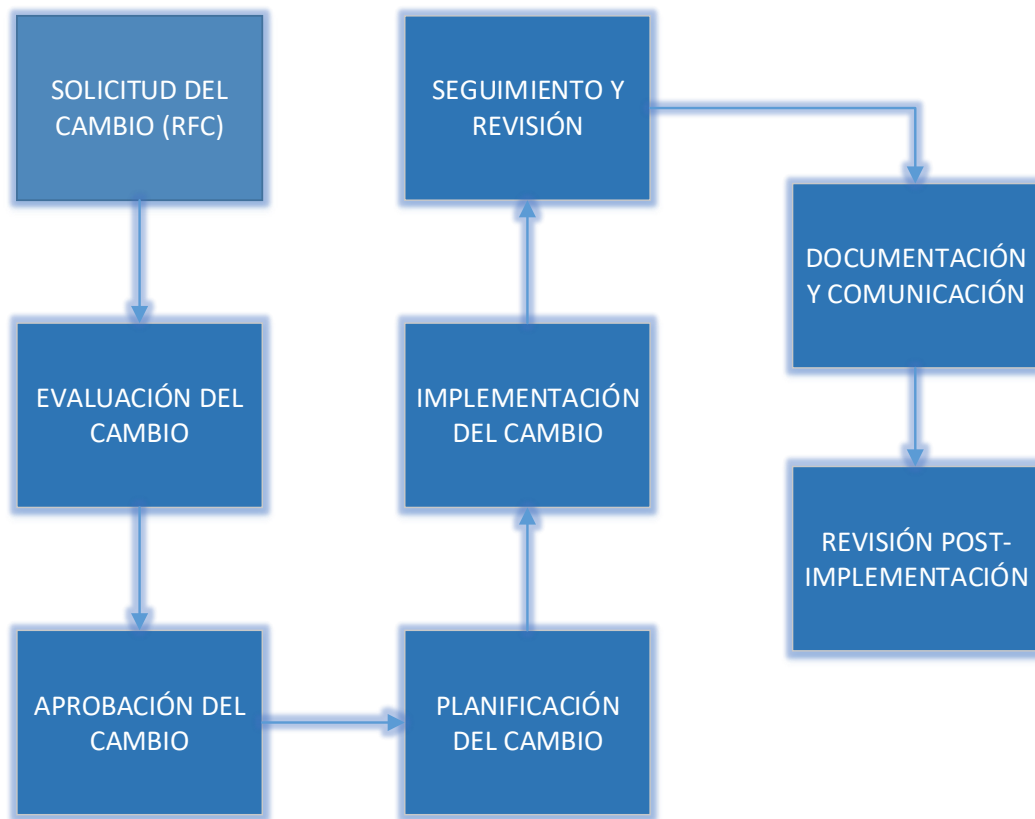 SOLICITUD DEL
CAMBIO (RFC)
EVALUACIÓN DEL
CAMBIO
APROBACIÓN DEL
CAMBIO
PLANIFICACIÓN
DEL CAMBIO
IMPLEMENTACIÓN
DEL CAMBIO
SEGUIMIENTO Y
REVISIÓN
DOCUMENTACIÓN
Y COMUNICACIÓN
REVISIÓN POST-
IMPLEMENTACIÓN